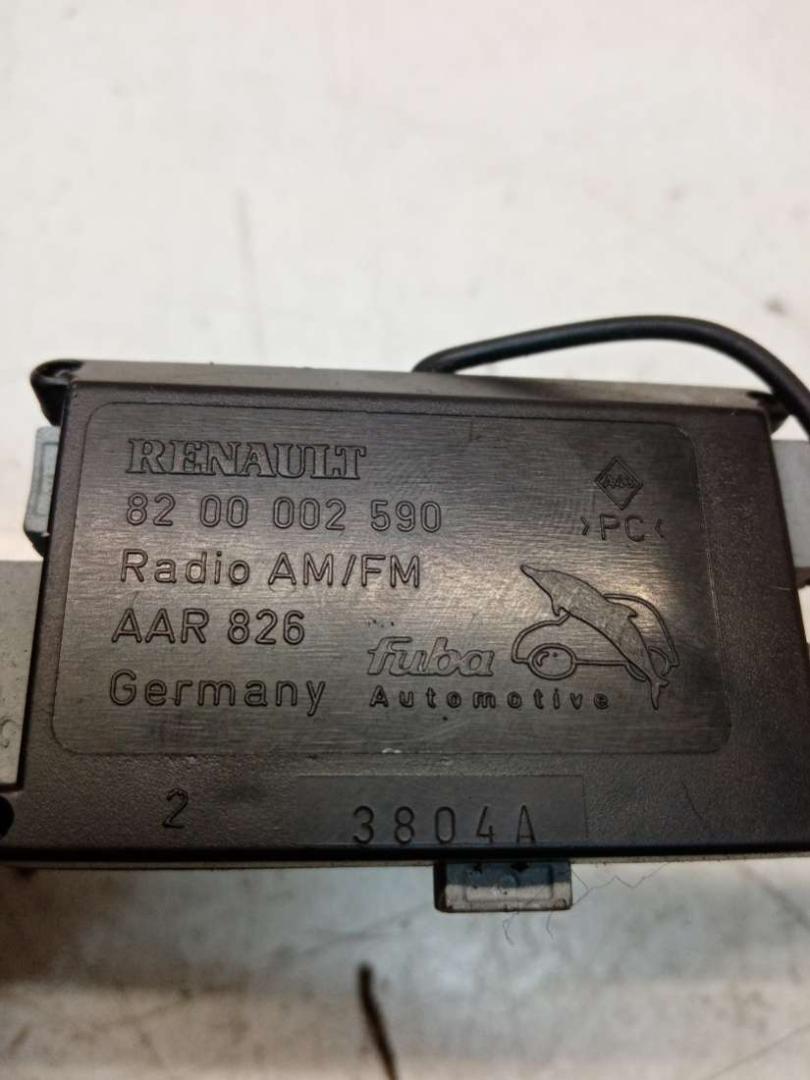 RENAULT
82 00 002 590
>PC<
Radio AM/FM
AAR 826
fuba
Germany
Automotive
2
3804A